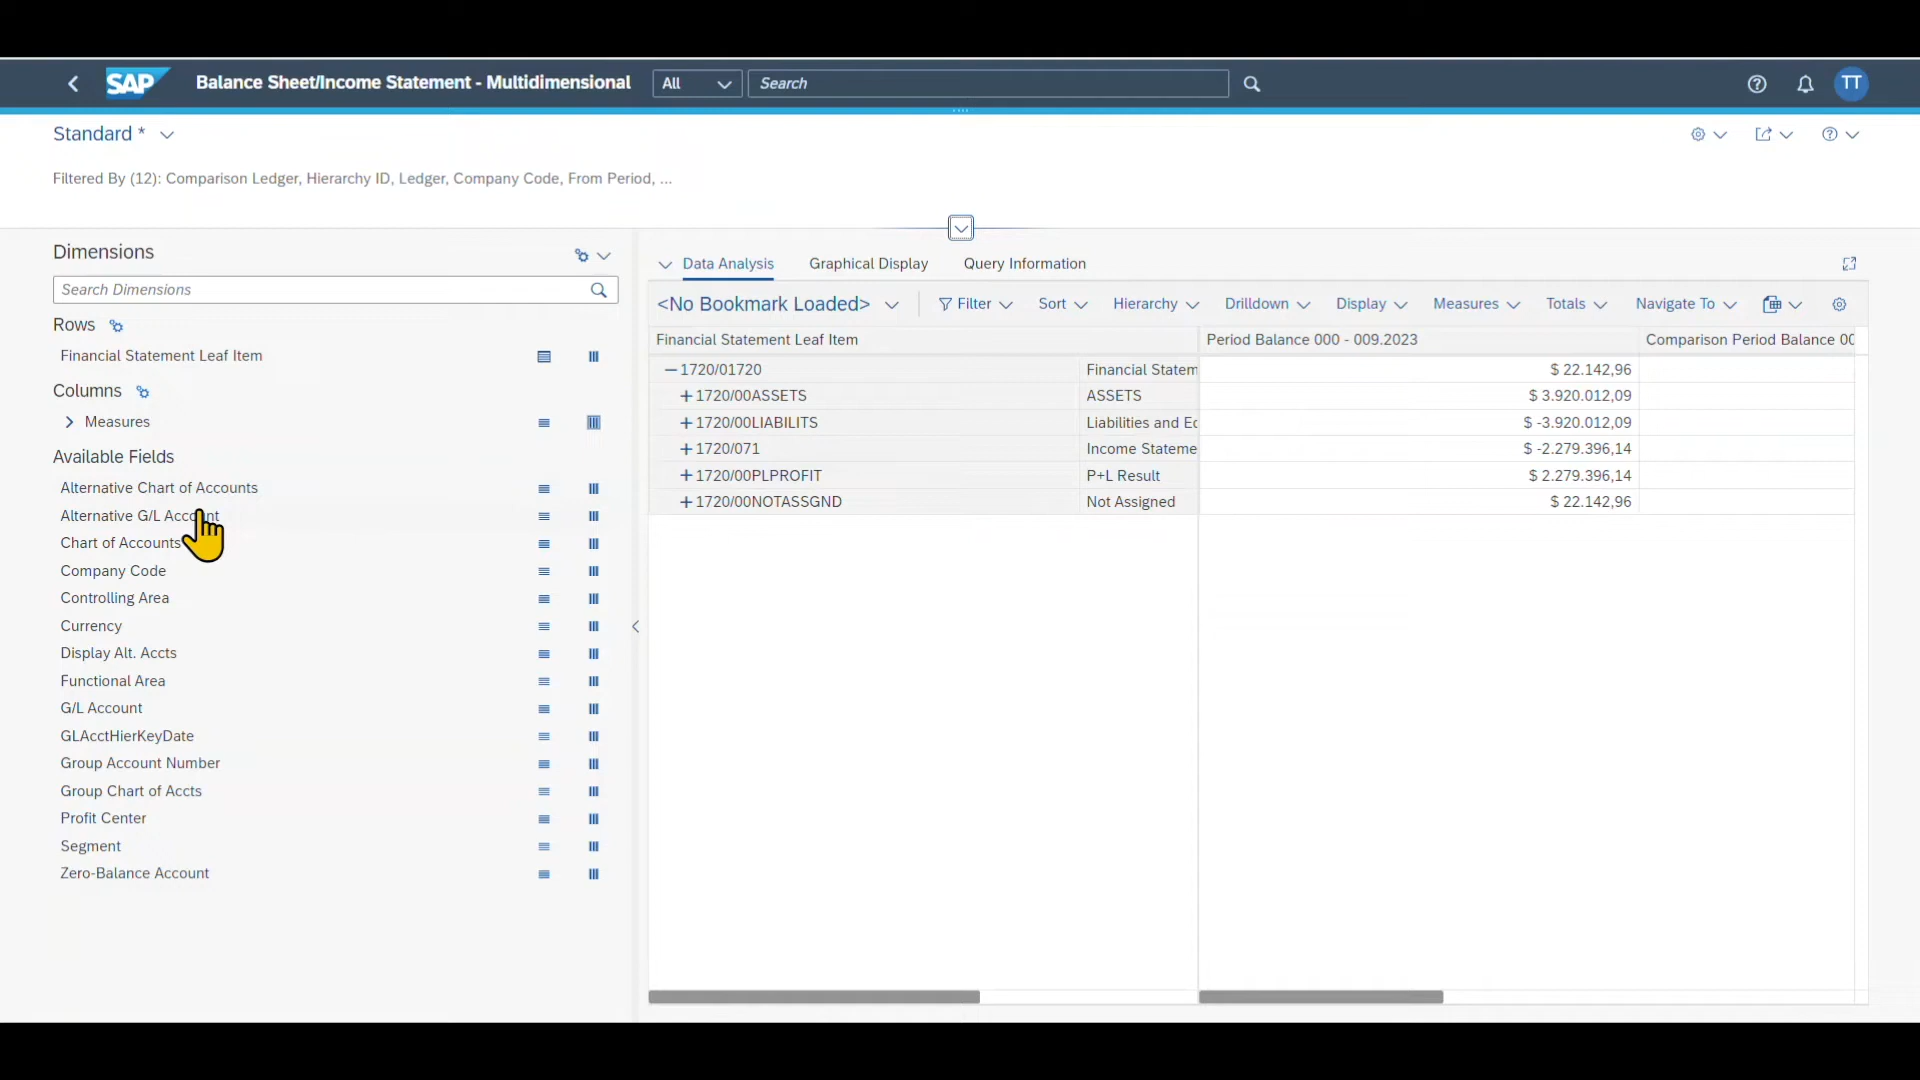 SAP Balance Sheet/Income Statement - Multidimensional All Search TT
Standard *
Filtered By (12): Comparison Ledger, Hierarchy ID, Ledger, Company Code, From Period, ...
Dimensions
Search Dimensions
Rows
Financial Statement Leaf Item
Columns
Measures
Available Fields
Alternative Chart of Accounts
Alternative G/L Account
Chart of Accounts
Company Code
Controlling Area
Currency
Display Alt. Accts
Functional Area
G/L Account
GLAcctHierKeyDate
Group Account Number
Group Chart of Accts
Profit Center
Segment
Zero-Balance Account
Data Analysis Graphical Display Query Information
<No Bookmark Loaded> Filter Sort Hierarchy Drilldown Display Measures Totals Navigate To
Financial Statement Leaf Item Period Balance 000 - 009.2023 Comparison Period Balance 00
1720/01720 Financial Statem $ 22.142,96
1720/00ASSETS ASSETS $ 3.920.012,09
1720/00LIABILITS Liabilities and Ec $ -3.920.012,09
1720/071 Income Stateme $ -2.279.396,14
1720/00PLPROFIT P+L Result $ 2.279.396,14
1720/00NOTASSGND Not Assigned $ 22.142,96